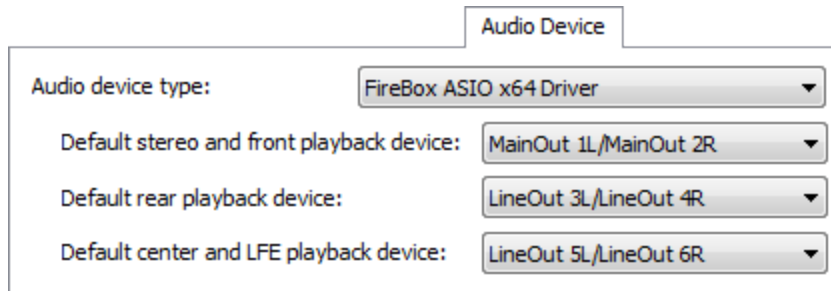 Audio Device
Audio device type: FireBox ASIO x64 Driver
Default stereo and front playback device: MainOut 1L/MainOut 2R
Default rear playback device: LineOut 3L/LineOut 4R
Default center and LFE playback device: LineOut 5L/LineOut 6R